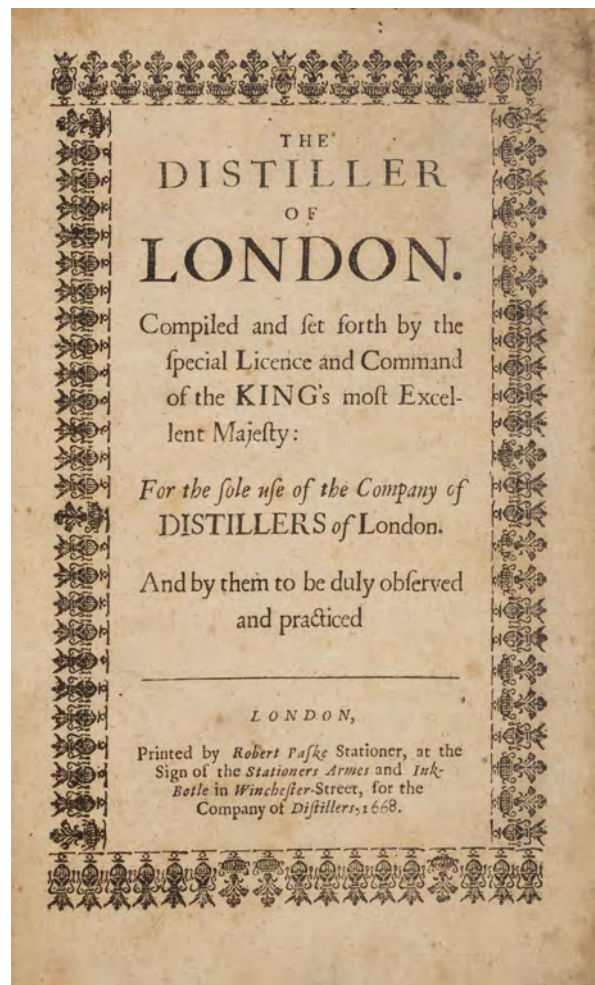 THE
DISTILLER
OF
LONDON.
Compiled and ſet forth by the
ſpecial Licence and Command
of the KING's moſt Excel-
lent Majeſty:
For the ſole uſe of the Company of
DISTILLERS of London.
And by them to be duly obſerved
and practiced
LONDON,
Printed by Robert Paſke Stationer, at the
Sign of the Stationers Armes and Ink-
Botle in Wincheſter-Street, for the
Company of Diſtillers, 1668.